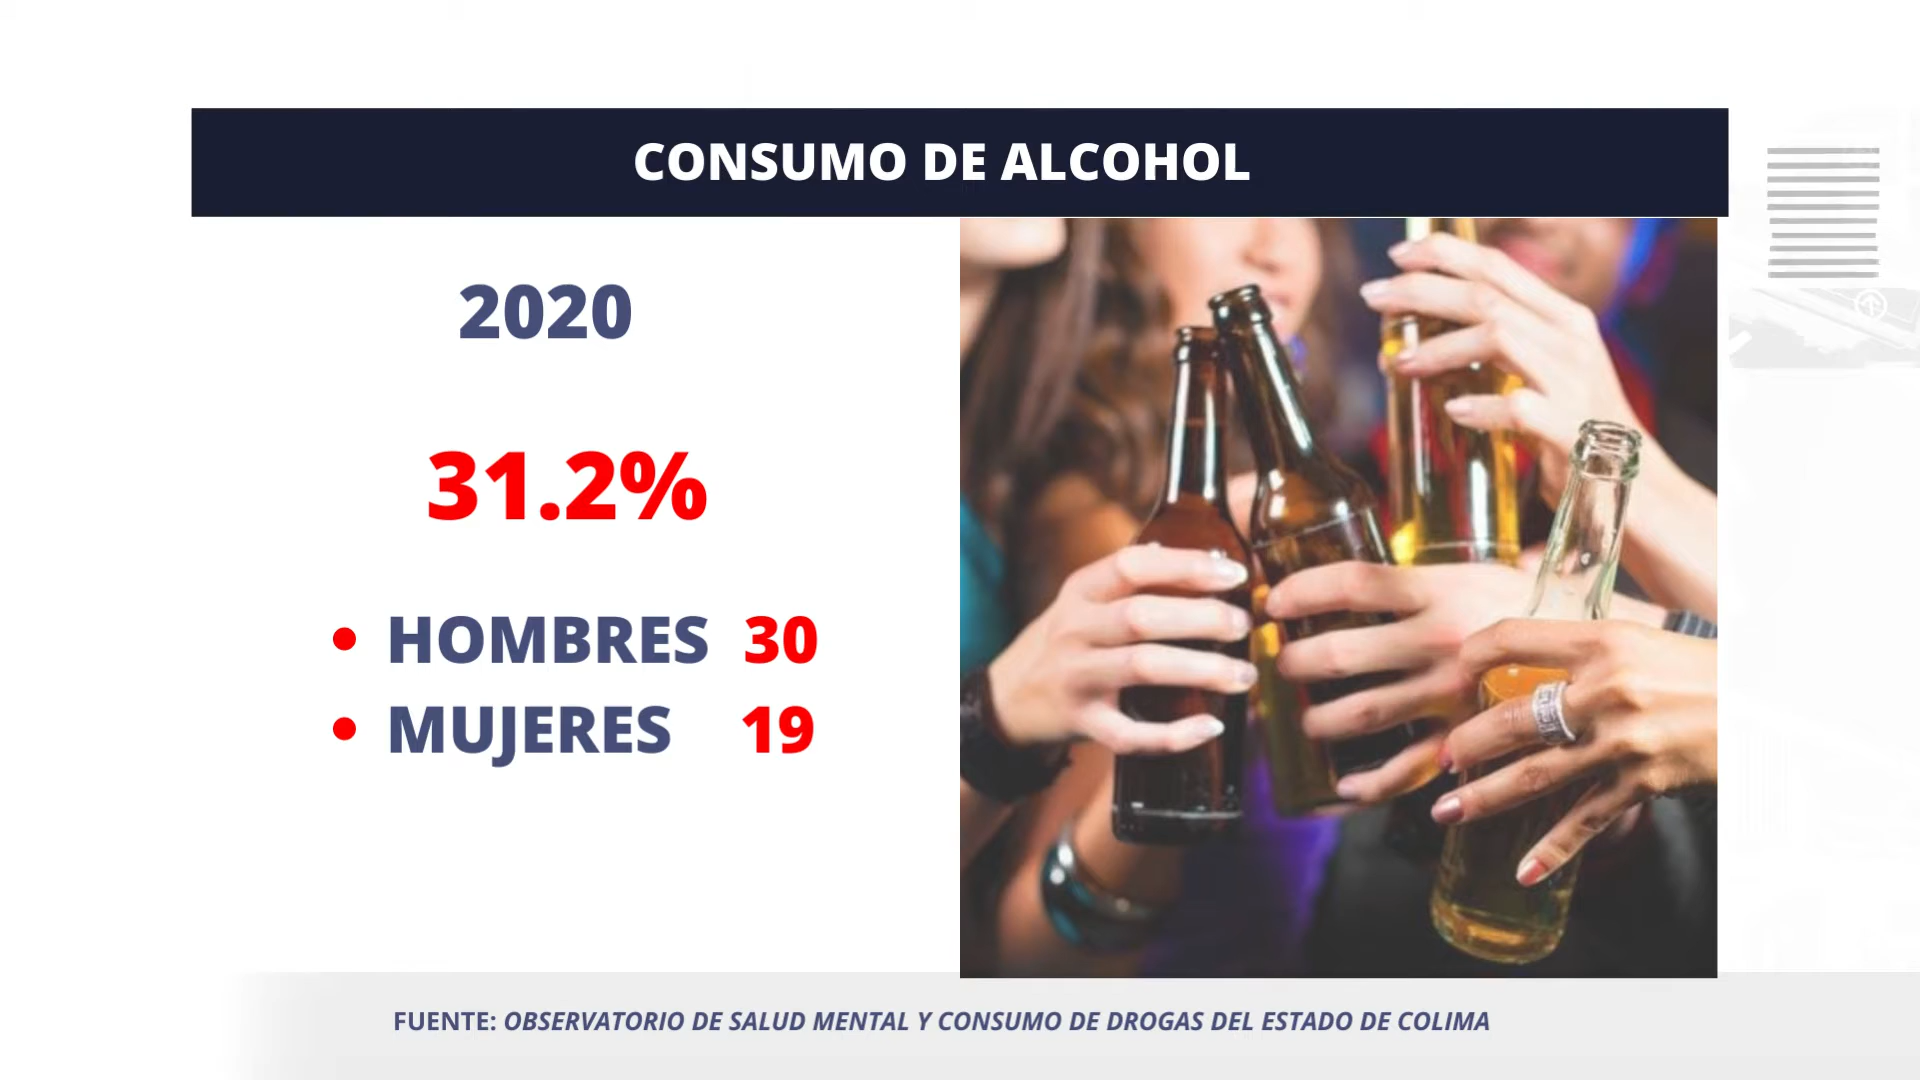 CONSUMO DE ALCOHOL
2020
31.2%
• HOMBRES 30
• MUJERES 19
FUENTE: OBSERVATORIO DE SALUD MENTAL Y CONSUMO DE DROGAS DEL ESTADO DE COLIMA